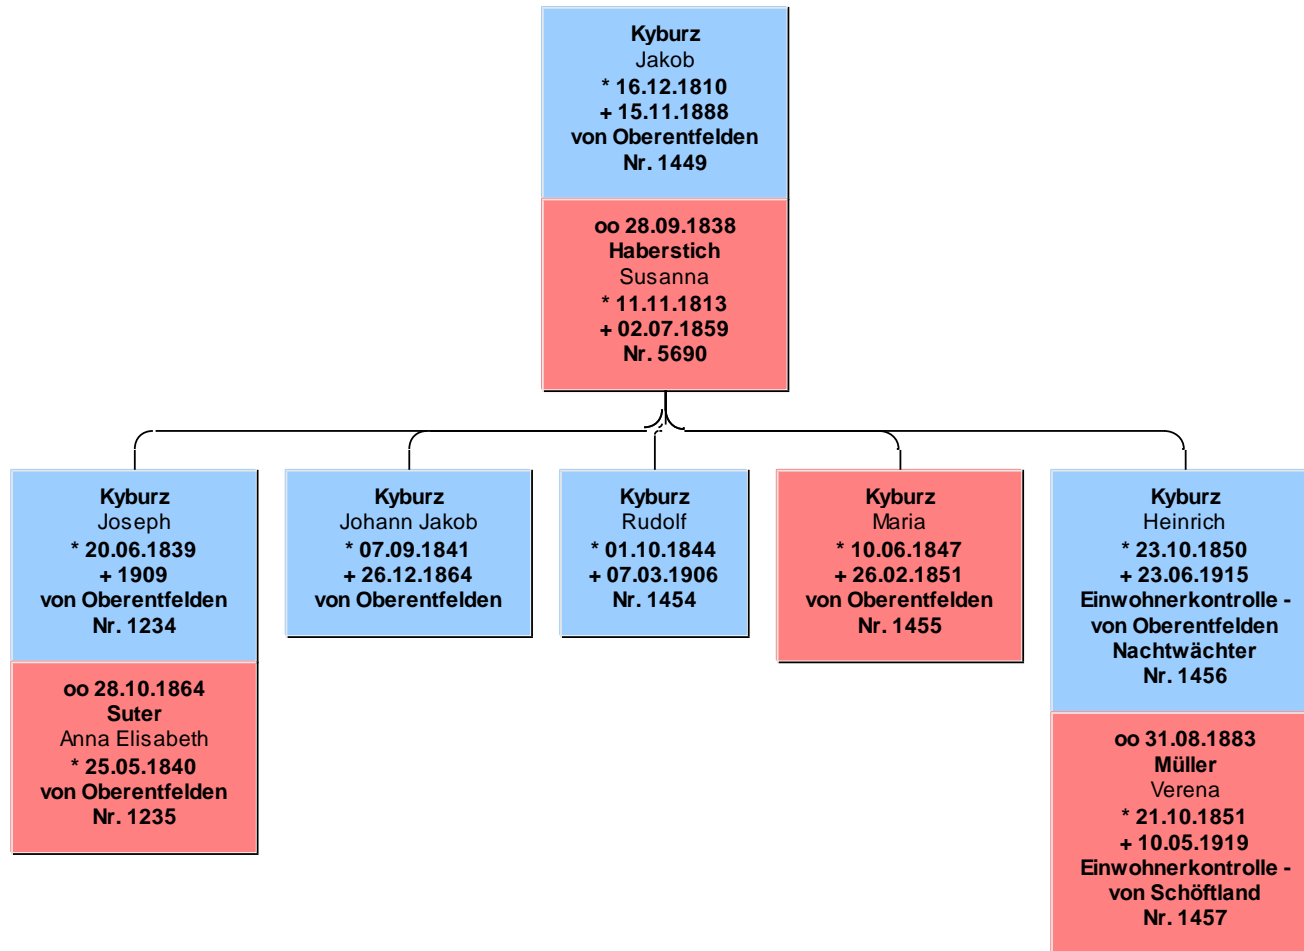 Kyburz
Jakob
* 16.12.1810
+ 15.11.1888
von Oberentfelden
Nr. 1449
oo 28.09.1838
Haberstich
Susanna
* 11.11.1813
+ 02.07.1859
Nr. 5690
Kyburz
Joseph
* 20.06.1839
+ 1909
von Oberentfelden
Nr. 1234
oo 28.10.1864
Suter
Anna Elisabeth
* 25.05.1840
von Oberentfelden
Nr. 1235
Kyburz
Johann Jakob
* 07.09.1841
+ 26.12.1864
von Oberentfelden
Kyburz
Rudolf
* 01.10.1844
+ 07.03.1906
Nr. 1454
Kyburz
Maria
* 10.06.1847
+ 26.02.1851
von Oberentfelden
Nr. 1455
Kyburz
Heinrich
* 23.10.1850
+ 23.06.1915
Einwohnerkontrolle -
von Oberentfelden
Nachtwächter
Nr. 1456
oo 31.08.1883
Müller
Verena
* 21.10.1851
+ 10.05.1919
Einwohnerkontrolle -
von Schöftland
Nr. 1457